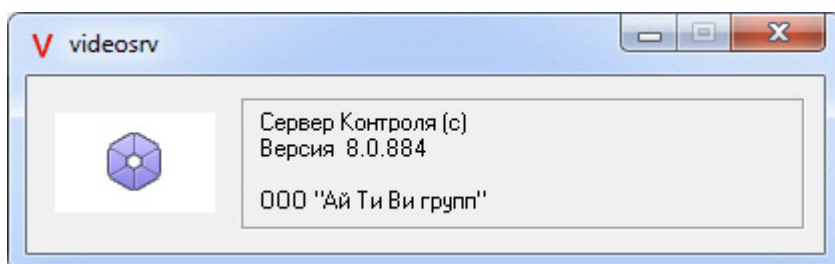 videosrv
Сервер Контроля (с)
Версия 8.0.884
ООО "Ай Ти Ви групп"